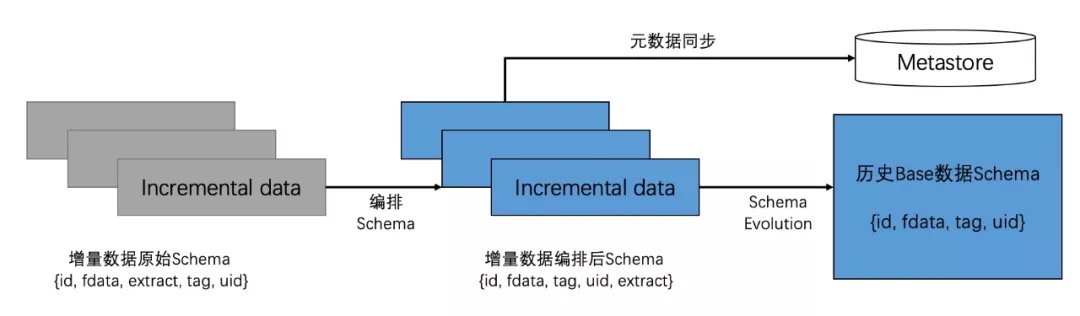 元数据同步
Metastore
Incremental data
编排
Schema
Incremental data
Schema
Evolution
历史Base数据Schema
{id, fdata, tag, uid}
增量数据原始Schema
{id, fdata, extract, tag, uid}
增量数据编排后Schema
{id, fdata, tag, uid, extract}